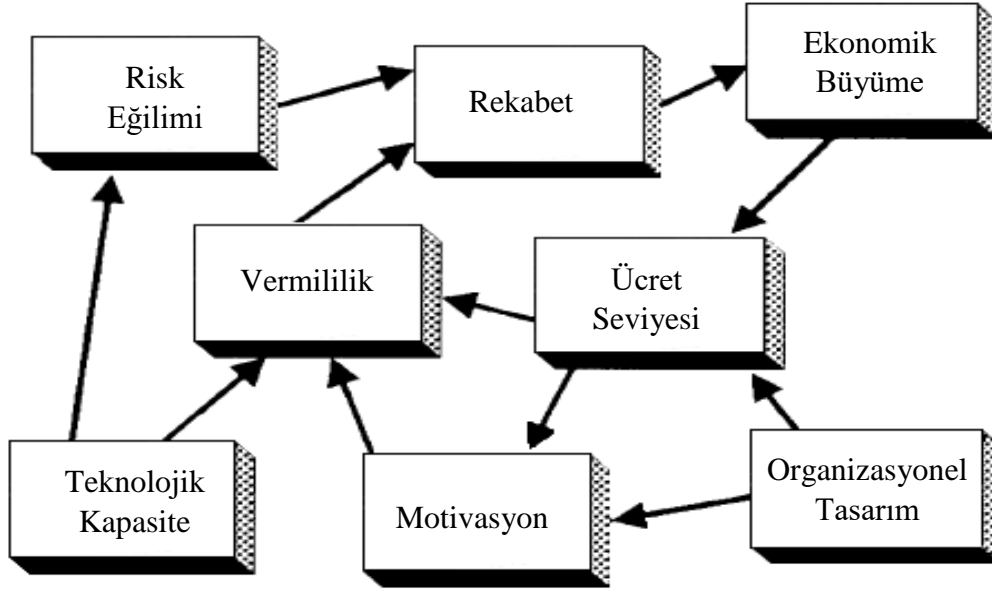 Risk
Eğilimi
Rekabet
Ekonomik
Büyüme
Vermililik
Ücret
Seviyesi
Teknolojik
Kapasite
Motivasyon
Organizasyonel
Tasarım